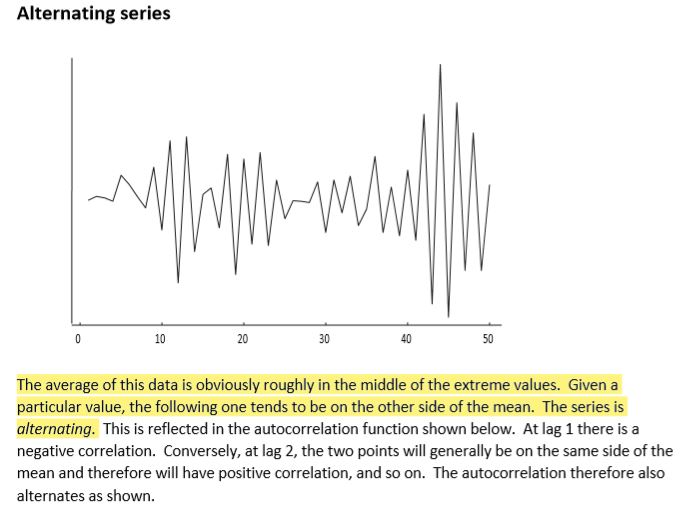 Alternating series
0 10 20 30 40 50
The average of this data is obviously roughly in the middle of the extreme values.  Given a
particular value, the following one tends to be on the other side of the mean.  The series is
alternating.  This is reflected in the autocorrelation function shown below.  At lag 1 there is a
negative correlation.  Conversely, at lag 2, the two points will generally be on the same side of the
mean and therefore will have positive correlation, and so on.  The autocorrelation therefore also
alternates as shown.